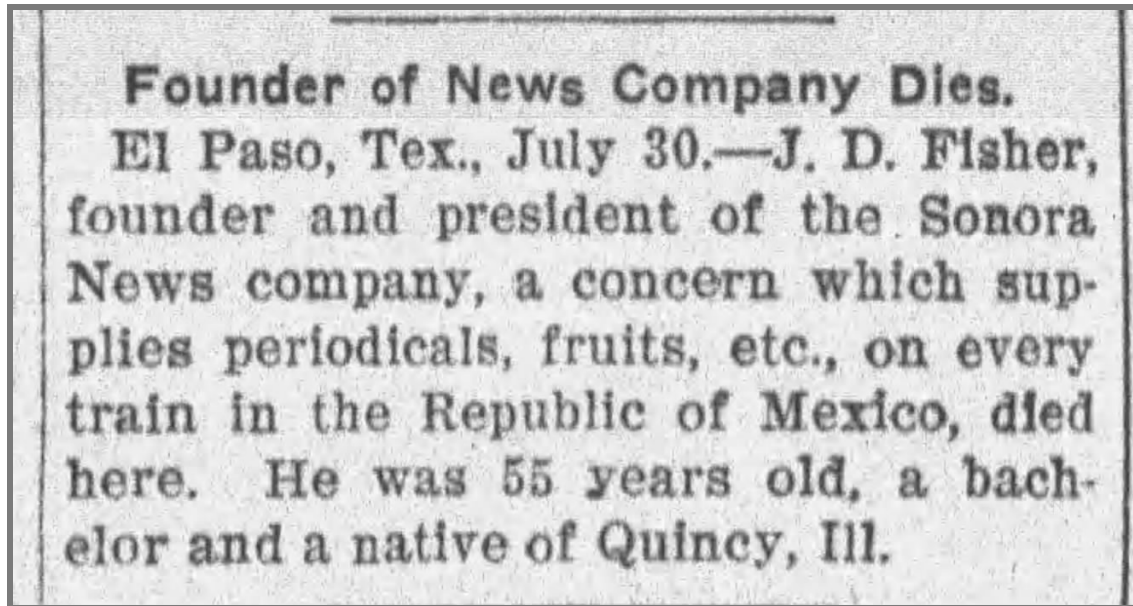 Founder of News Company Dies.
El Paso, Tex., July 30.—J. D. Fisher,
founder and president of the Sonora
News company, a concern which sup-
plies periodicals, fruits, etc., on every
train in the Republic of Mexico, died
here. He was 55 years old, a bach-
elor and a native of Quincy, Ill.